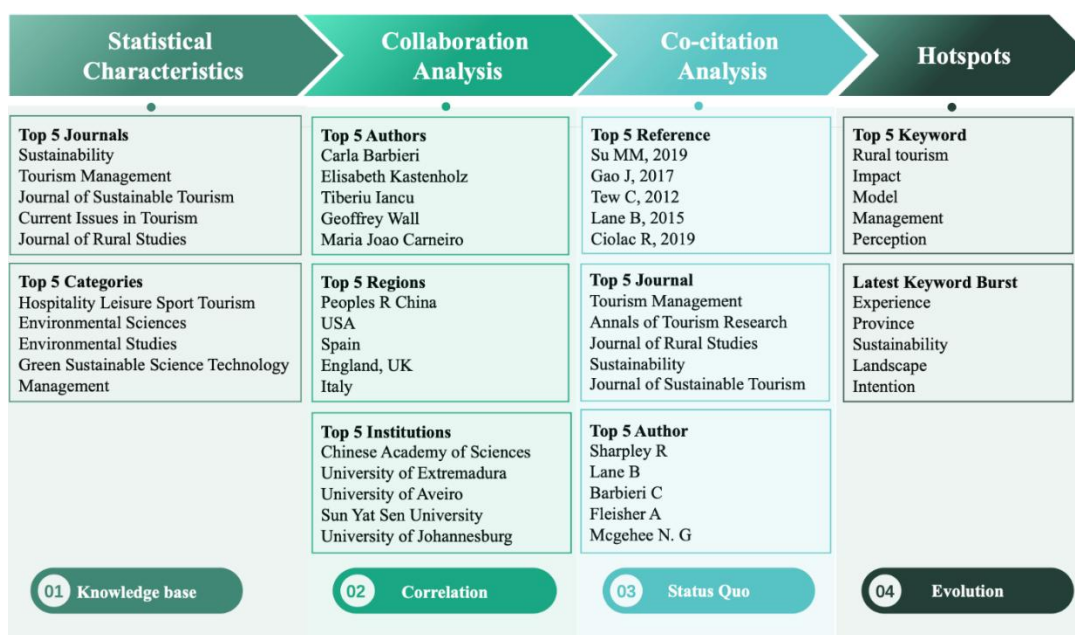 Statistical
Characteristics
Collaboration
Analysis
Co-citation
Analysis
Hotspots
Top 5 Journals
Sustainability
Tourism Management
Journal of Sustainable Tourism
Current Issues in Tourism
Journal of Rural Studies
Top 5 Categories
Hospitality Leisure Sport Tourism
Environmental Sciences
Environmental Studies
Green Sustainable Science Technology
Management
Top 5 Authors
Carla Barbieri
Elisabeth Kastenholz
Tiberiu Iancu
Geoffrey Wall
Maria Joao Carneiro
Top 5 Regions
Peoples R China
USA
Spain
England, UK
Italy
Top 5 Institutions
Chinese Academy of Sciences
University of Extremadura
University of Aveiro
Sun Yat Sen University
University of Johannesburg
Top 5 Reference
Su MM, 2019
Gao J, 2017
Tew C, 2012
Lane B, 2015
Ciolac R, 2019
Top 5 Journal
Tourism Management
Annals of Tourism Research
Journal of Rural Studies
Sustainability
Journal of Sustainable Tourism
Top 5 Author
Sharpley R
Lane B
Barbieri C
Fleisher A
Mcgehee N. G
Top 5 Keyword
Rural tourism
Impact
Model
Management
Perception
Latest Keyword Burst
Experience
Province
Sustainability
Landscape
Intention
01 Knowledge base
02 Correlation
03 Status Quo
04 Evolution